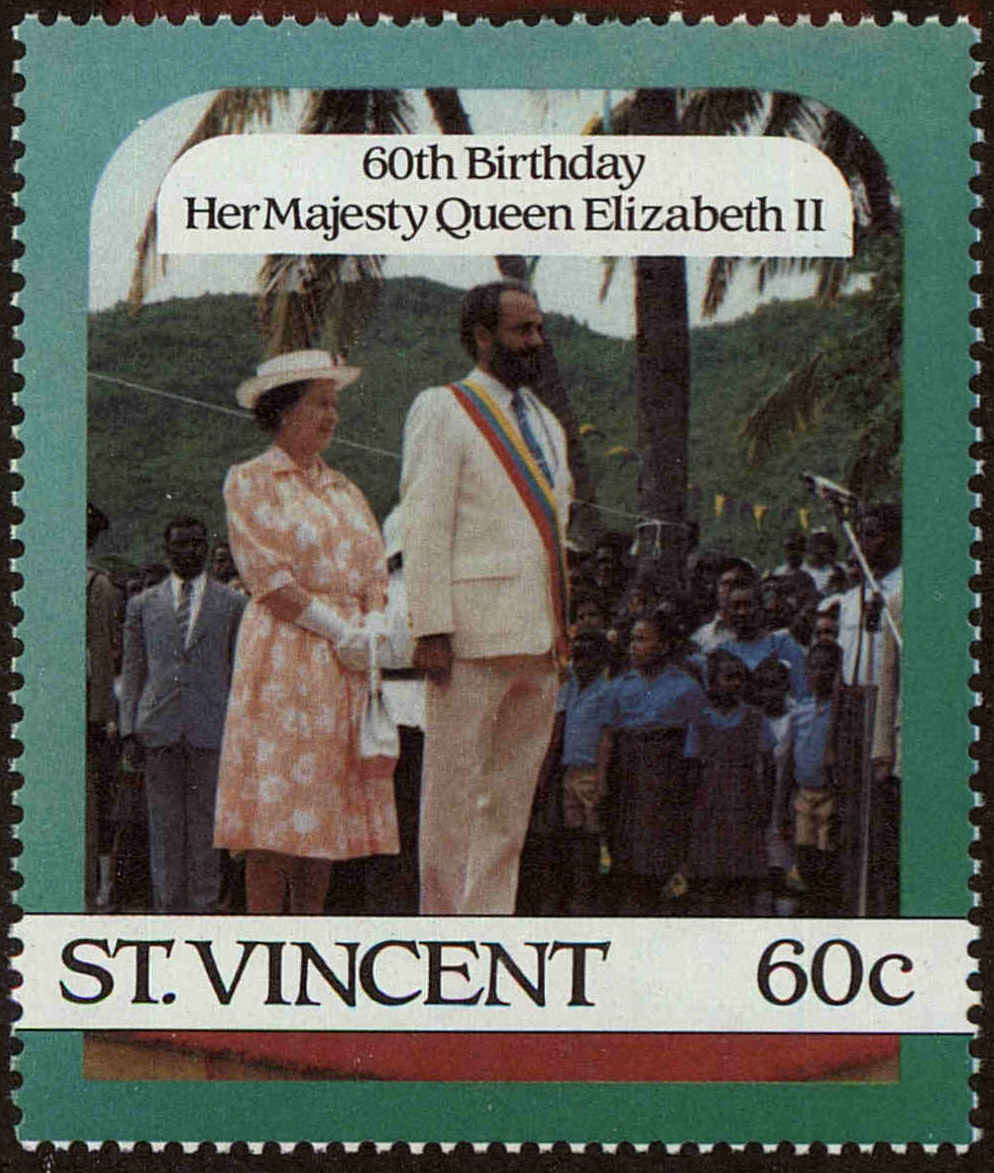 60th Birthday
Her Majesty Queen Elizabeth II
ST. VINCENT 60c